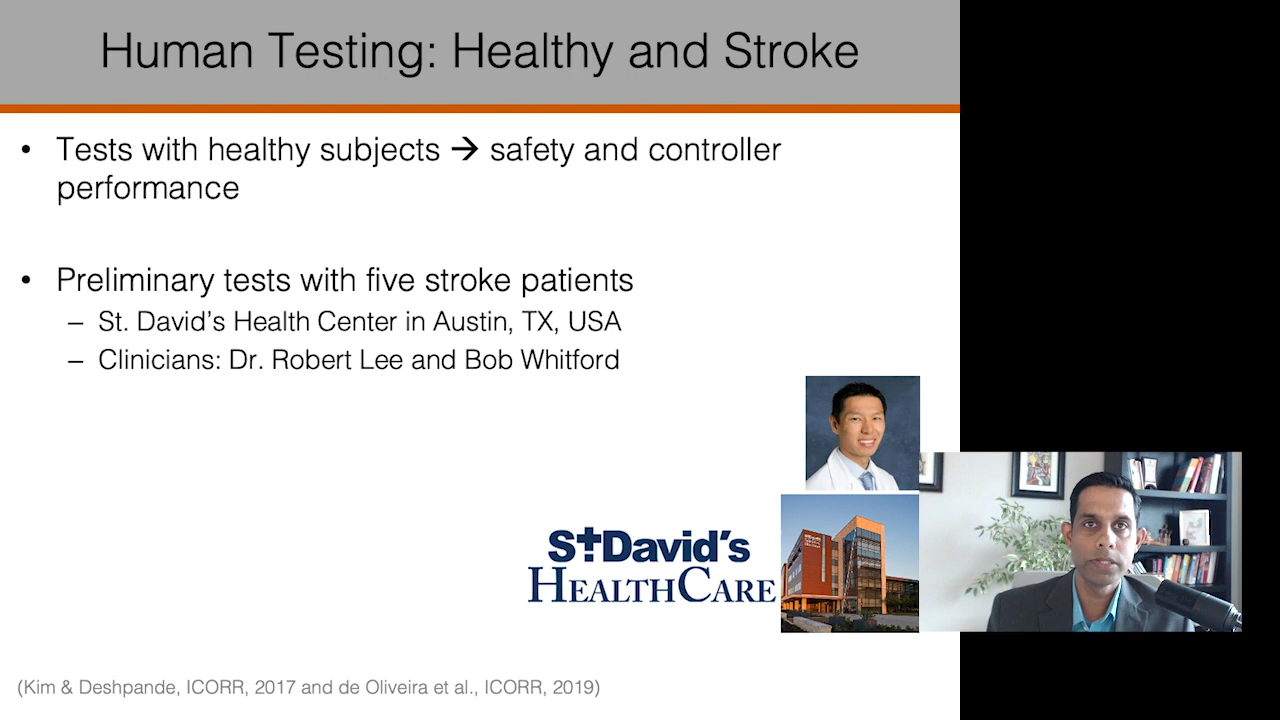 Human Testing: Healthy and Stroke
• Tests with healthy subjects → safety and controller
performance
• Preliminary tests with five stroke patients
– St. David's Health Center in Austin, TX, USA
– Clinicians: Dr. Robert Lee and Bob Whitford
St David's
HEALTHCARE
(Kim & Deshpande, ICORR, 2017 and de Oliveira et al., ICORR, 2019)